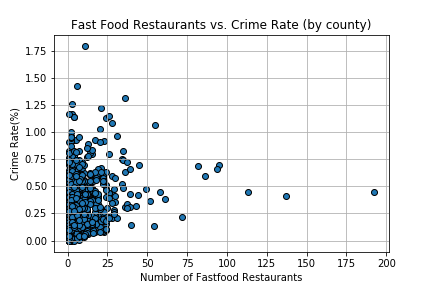 Fast Food Restaurants vs. Crime Rate (by county)
1.75
1.50
1.25
1.00
0.75
0.50
0.25
0.00
Crime Rate(%)
0 25 50 75 100 125 150 175 200
Number of Fastfood Restaurants